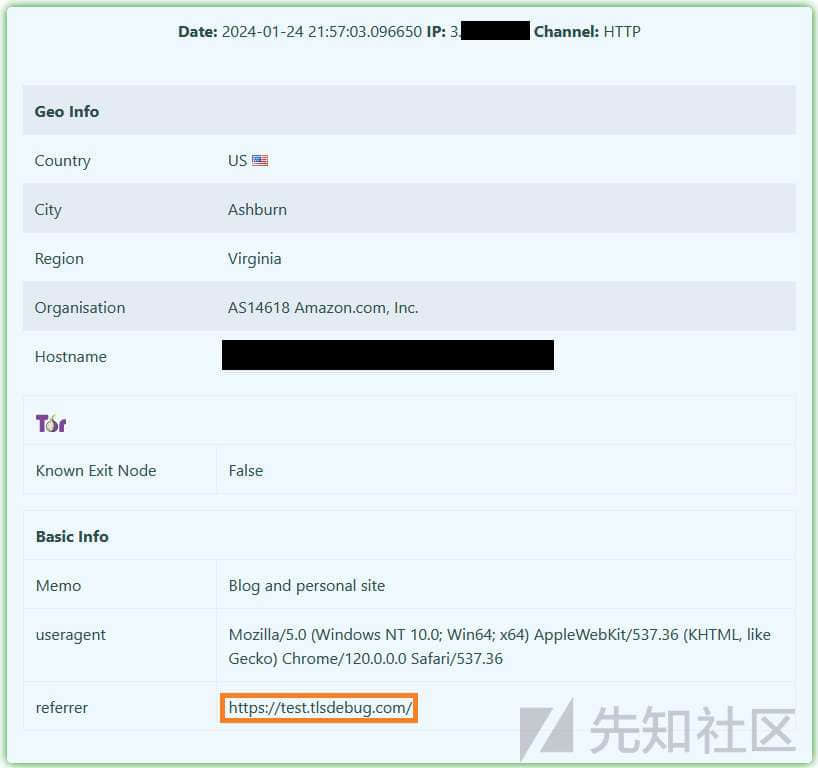 Date: 2024-01-24 21:57:03.096650 IP: 3. Channel: HTTP
Geo Info
Country US
City Ashburn
Region Virginia
Organisation AS14618 Amazon.com, Inc.
Hostname
Tor
Known Exit Node False
Basic Info
Memo Blog and personal site
useragent Mozilla/5.0 (Windows NT 10.0; Win64; x64) AppleWebKit/537.36 (KHTML, like
Gecko) Chrome/120.0.0.0 Safari/537.36
referrer https://test.tlsdebug.com/
先知社区